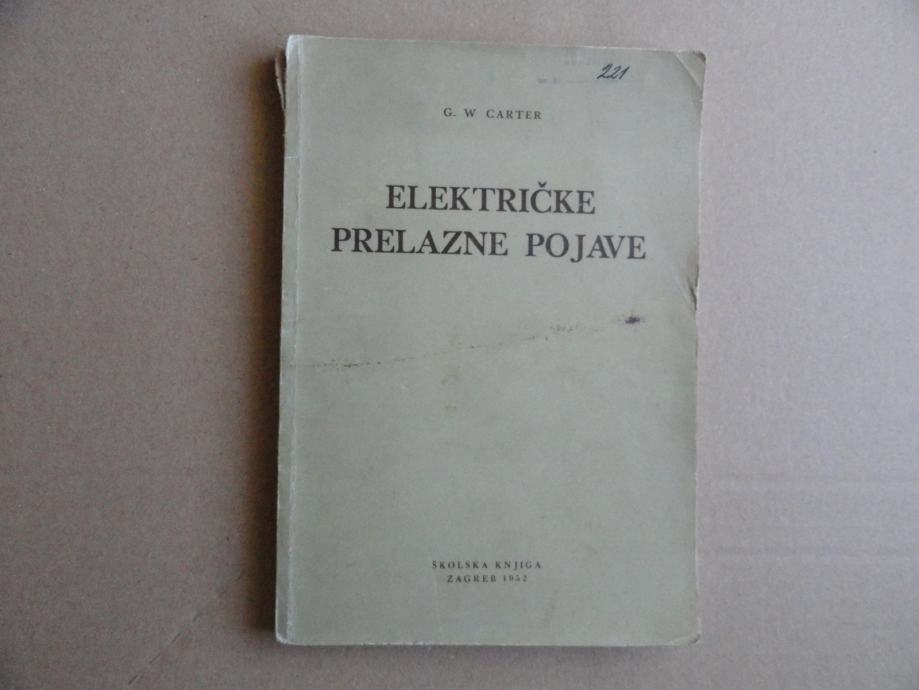 221
G. W CARTER
ELEKTRIČKE
PRELAZNE POJAVE
ŠKOLSKA KNJIGA
ZAGREB 1952